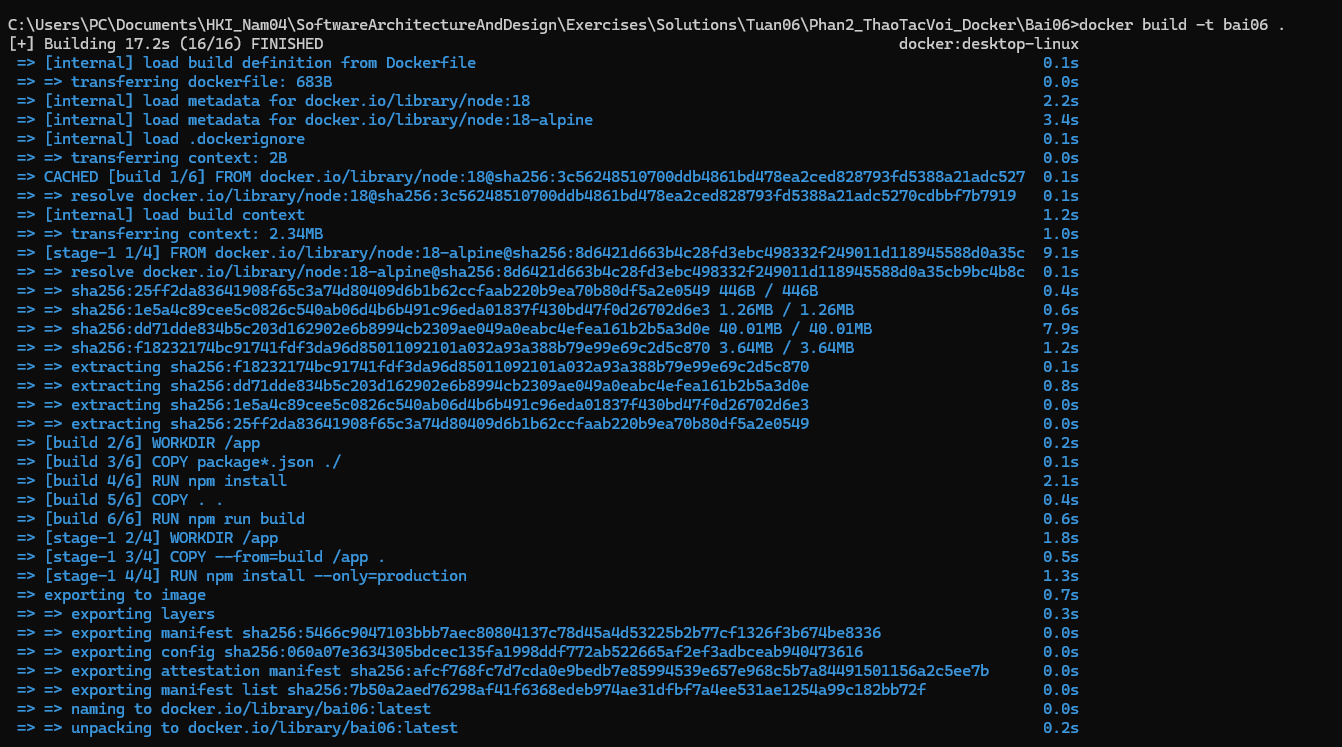 C:\Users\PC\Documents\HKI_Nam04\SoftwareArchitectureAndDesign\Exercises\Solutions\Tuan06\Phan2_ThaoTacVoi_Docker\Bai06>docker build -t bai06 .
[+] Building 17.2s (16/16) FINISHED docker:desktop-linux
=> [internal] load build definition from Dockerfile 0.1s
=> => transferring dockerfile: 683B 0.0s
=> [internal] load metadata for docker.io/library/node:18 2.2s
=> [internal] load metadata for docker.io/library/node:18-alpine 3.4s
=> [internal] load .dockerignore 0.1s
=> => transferring context: 2B 0.0s
=> CACHED [build 1/6] FROM docker.io/library/node:18@sha256:3c56248510700ddb4861bd478ea2ced828793fd5388a21adc527 0.1s
=> => resolve docker.io/library/node:18@sha256:3c56248510700ddb4861bd478ea2ced828793fd5388a21adc5270cdbbf7b7919 0.1s
=> [internal] load build context 1.2s
=> => transferring context: 2.34MB 1.0s
=> [stage-1 1/4] FROM docker.io/library/node:18-alpine@sha256:8d6421d663b4c28fd3ebc498332f249011d118945588d0a35c 9.1s
=> => resolve docker.io/library/node:18-alpine@sha256:8d6421d663b4c28fd3ebc498332f249011d118945588d0a35cb9bc4b8c 0.1s
=> => sha256:25ff2da83641908f65c3a74d80409d6b1b62ccfaab220b9ea70b80df5a2e0549 446B / 446B 0.4s
=> => sha256:1e5a4c89cee5c0826c540ab06d4b6b491c96eda01837f430bd47f0d26702d6e3 1.26MB / 1.26MB 0.6s
=> => sha256:dd71dde834b5c203d162902e6b8994cb2309ae049a0eabc4efea161b2b5a3d0e 40.01MB / 40.01MB 7.9s
=> => sha256:f18232174bc91741fdf3da96d85011092101a032a93a388b79e99e69c2d5c870 3.64MB / 3.64MB 1.2s
=> => extracting sha256:f18232174bc91741fdf3da96d85011092101a032a93a388b79e99e69c2d5c870 0.1s
=> => extracting sha256:dd71dde834b5c203d162902e6b8994cb2309ae049a0eabc4efea161b2b5a3d0e 0.8s
=> => extracting sha256:1e5a4c89cee5c0826c540ab06d4b6b491c96eda01837f430bd47f0d26702d6e3 0.0s
=> => extracting sha256:25ff2da83641908f65c3a74d80409d6b1b62ccfaab220b9ea70b80df5a2e0549 0.0s
=> [build 2/6] WORKDIR /app 0.2s
=> [build 3/6] COPY package*.json ./ 0.1s
=> [build 4/6] RUN npm install 2.1s
=> [build 5/6] COPY . . 0.4s
=> [build 6/6] RUN npm run build 0.6s
=> [stage-1 2/4] WORKDIR /app 1.8s
=> [stage-1 3/4] COPY --from=build /app . 0.5s
=> [stage-1 4/4] RUN npm install --only=production 1.3s
=> exporting to image 0.7s
=> => exporting layers 0.3s
=> => exporting manifest sha256:5466c9047103bbb7aec80804137c78d45a4d53225b2b77cf1326f3b674be8336 0.0s
=> => exporting config sha256:060a07e3634305bdcec135fa1998ddf772ab522665af2ef3adbceab940473616 0.0s
=> => exporting attestation manifest sha256:afcf768fc7d7cda0e9bedb7e85994539e657e968c5b7a84491501156a2c5ee7b 0.0s
=> => exporting manifest list sha256:7b50a2aed76298af41f6368edeb974ae31dfbf7a4ee531ae1254a99c182bb72f 0.0s
=> => naming to docker.io/library/bai06:latest 0.0s
=> => unpacking to docker.io/library/bai06:latest 0.2s